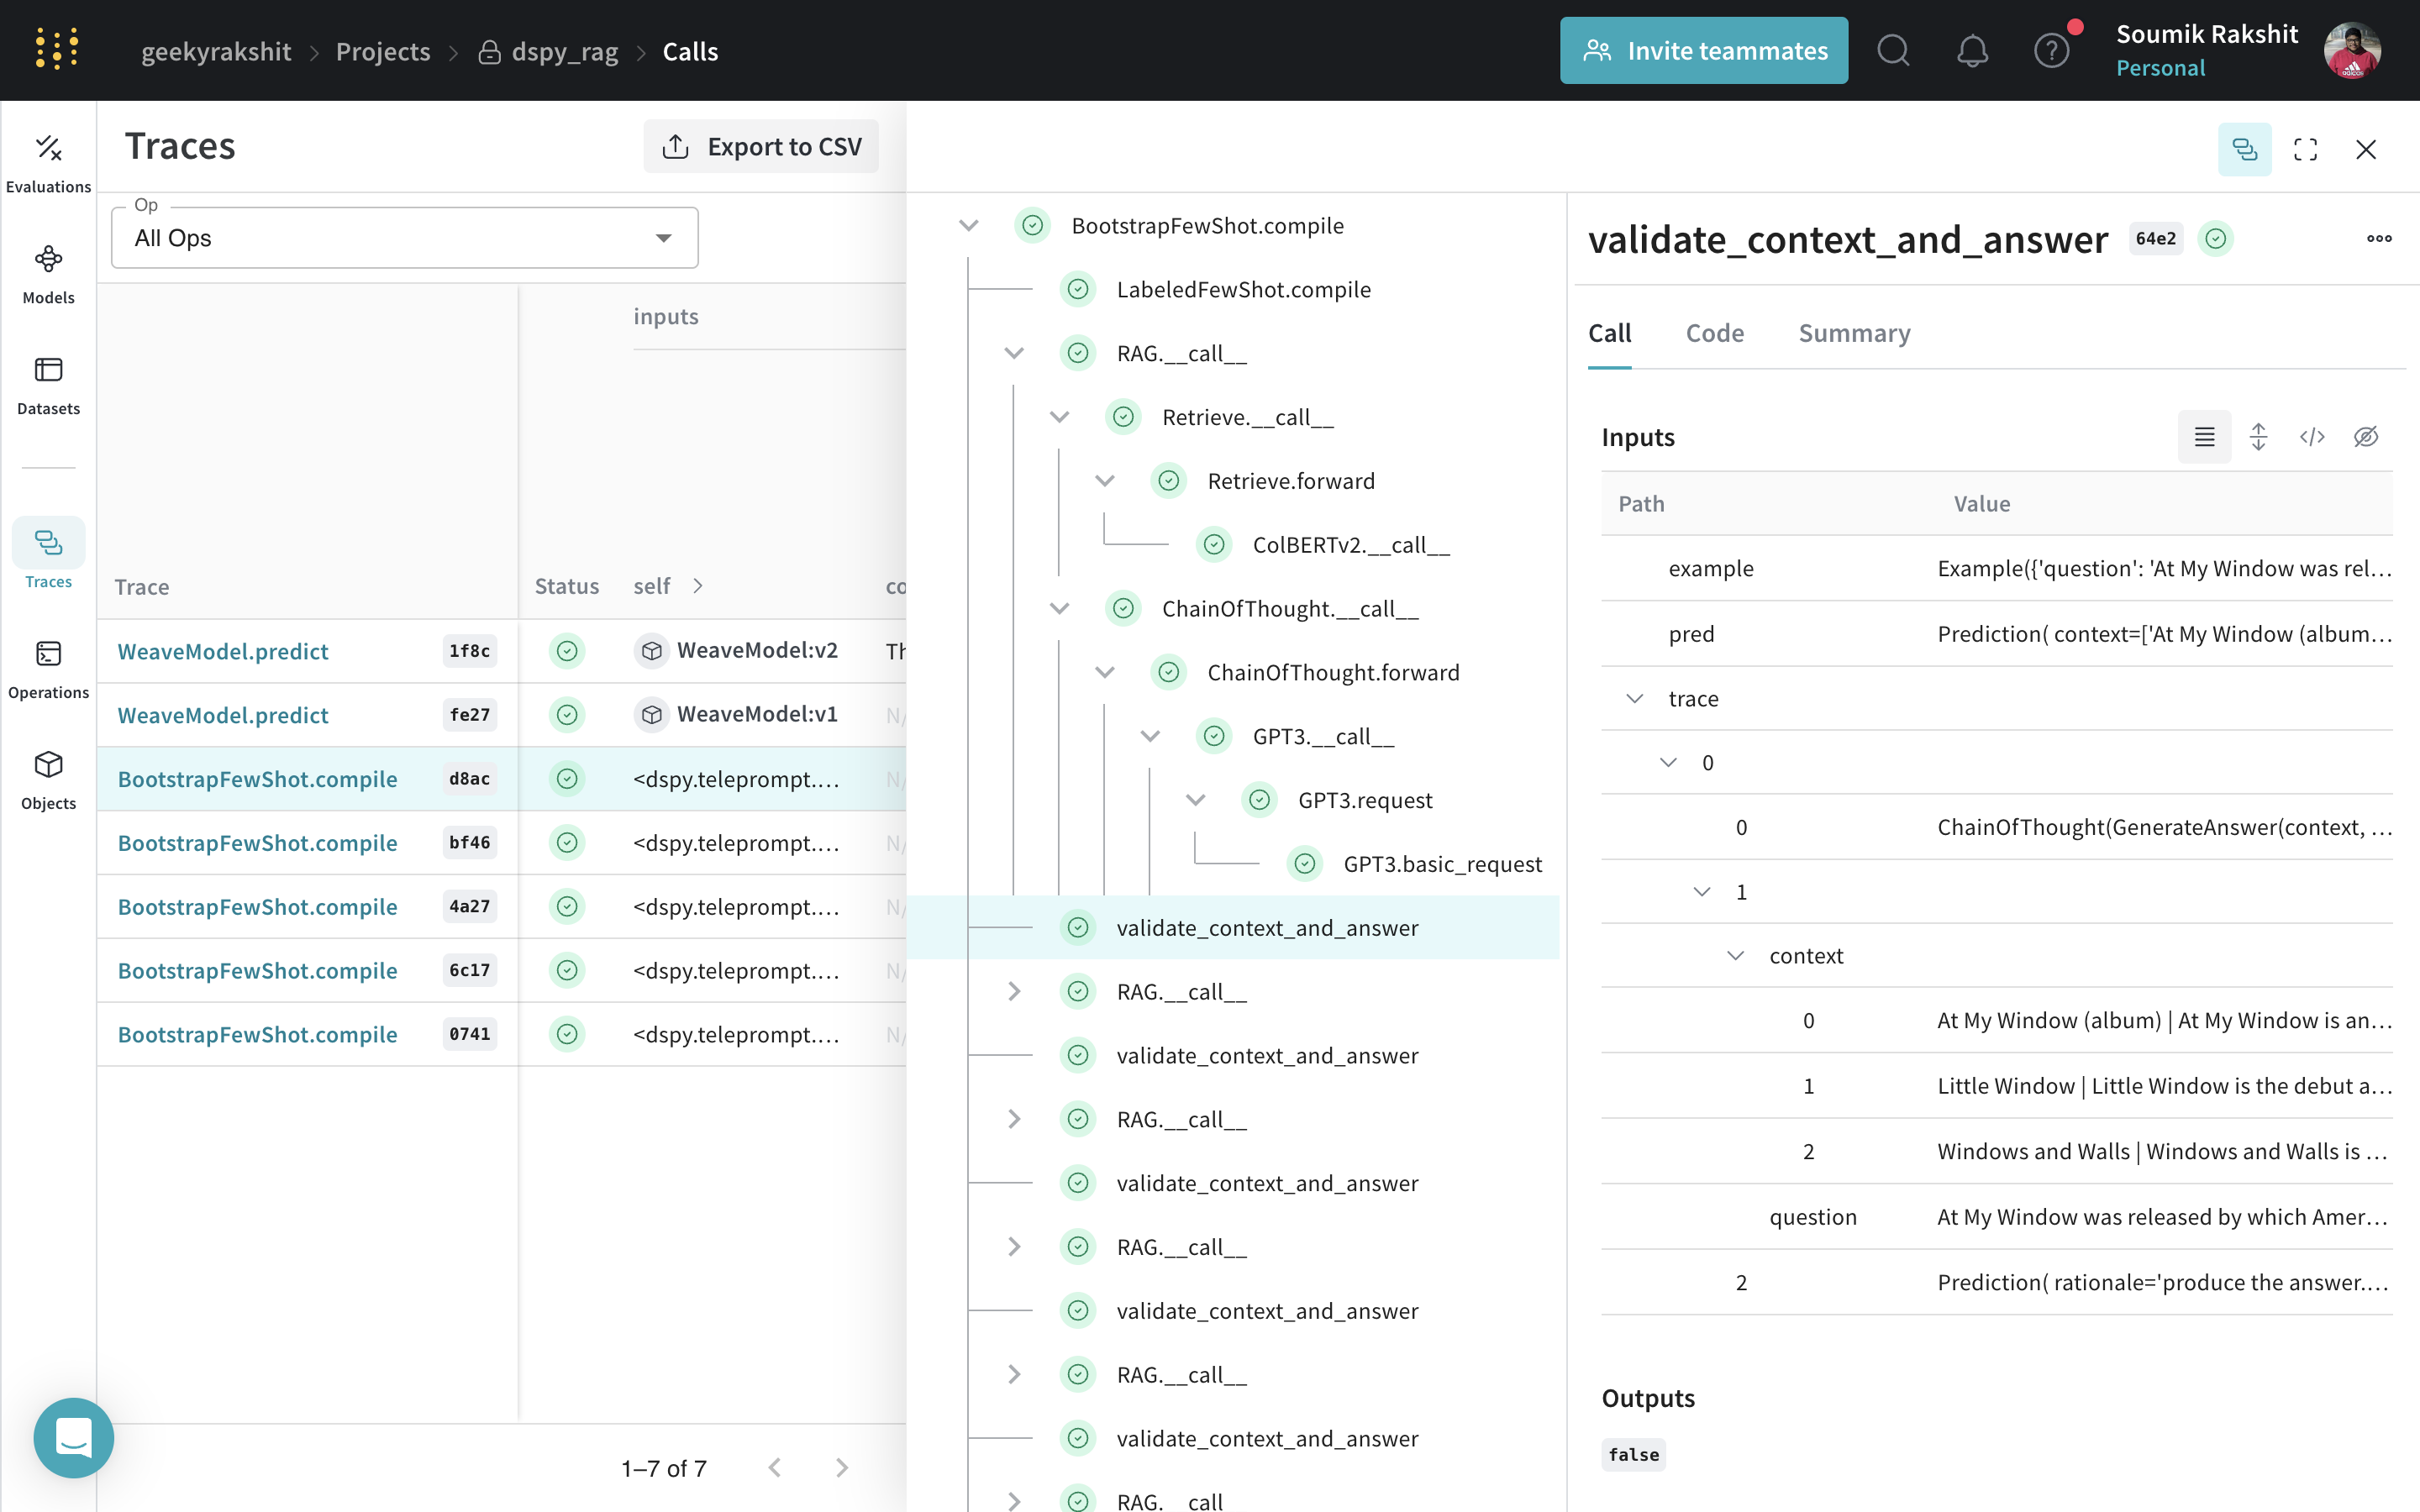 geekyrakshit > Projects > dspy_rag > Calls
Invite teammates
Soumik Rakshit
Personal
Evaluations
Models
Datasets
Traces
Operations
Objects
Traces
Export to CSV
Op
All Ops
inputs
Trace Status self co
WeaveModel.predict 1f8c WeaveModel:v2 Th
WeaveModel.predict fe27 WeaveModel:v1 N/
BootstrapFewShot.compile d8ac <dspy.teleprompt.... N/
BootstrapFewShot.compile bf46 <dspy.teleprompt.... N/
BootstrapFewShot.compile 4a27 <dspy.teleprompt.... N/
BootstrapFewShot.compile 6c17 <dspy.teleprompt.... N/
BootstrapFewShot.compile 0741 <dspy.teleprompt.... N/
1–7 of 7
BootstrapFewShot.compile
LabeledFewShot.compile
RAG.__call__
Retrieve.__call__
Retrieve.forward
ColBERTv2.__call__
ChainOfThought.__call__
ChainOfThought.forward
GPT3.__call__
GPT3.request
GPT3.basic_request
validate_context_and_answer
RAG.__call__
validate_context_and_answer
RAG.__call__
validate_context_and_answer
RAG.__call__
validate_context_and_answer
RAG.__call__
validate_context_and_answer
RAG.__call__
validate_context_and_answer 64e2
Call Code Summary
Inputs
Path Value
example Example({'question': 'At My Window was rel...
pred Prediction( context=['At My Window (album...
trace
0
0 ChainOfThought(GenerateAnswer(context, ...
1
context
0 At My Window (album) | At My Window is an...
1 Little Window | Little Window is the debut a...
2 Windows and Walls | Windows and Walls is ...
question At My Window was released by which Amer...
2 Prediction( rationale='produce the answer....
Outputs
false